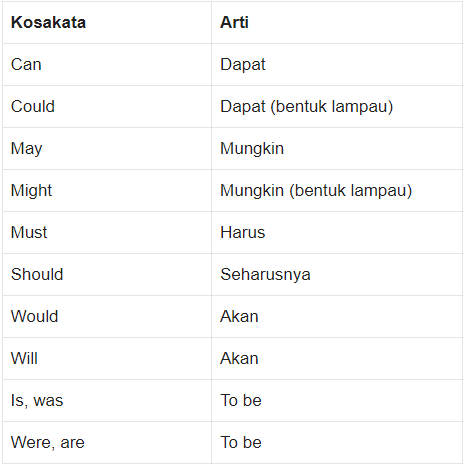 Kosakata Arti
Can Dapat
Could Dapat (bentuk lampau)
May Mungkin
Might Mungkin (bentuk lampau)
Must Harus
Should Seharusnya
Would Akan
Will Akan
Is, was To be
Were, are To be